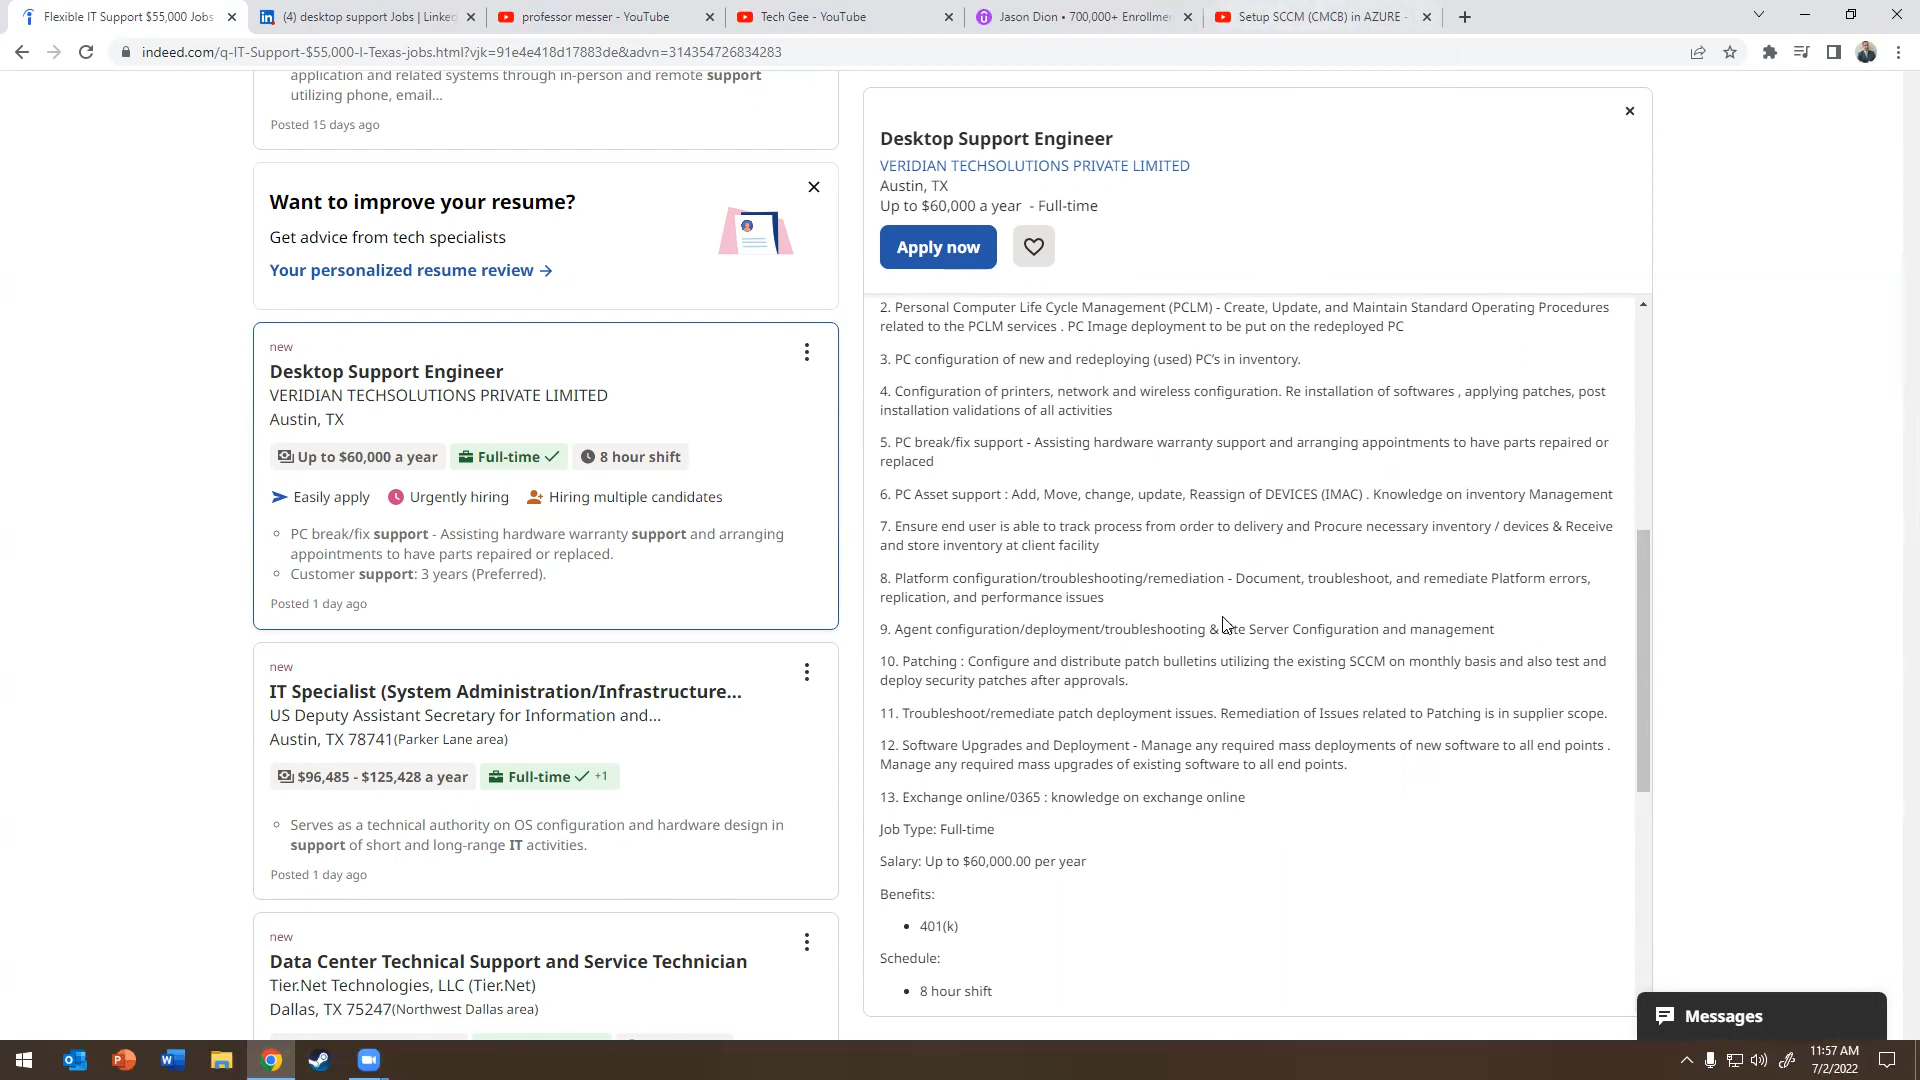 Flexible IT Support $55,000 Jobs
(4) desktop support Jobs | Linked
professor messer - YouTube
Tech Gee - YouTube
Jason Dion • 700,000+ Enrollmen
Setup SCCM (CMCB) in AZURE -
indeed.com/q-IT-Support-$55,000-l-Texas-jobs.html?vjk=91e4e418d17883de&advn=314354726834283
application and related systems through in-person and remote support
utilizing phone, email...
Posted 15 days ago
Want to improve your resume?
Get advice from tech specialists
Your personalized resume review →
new
Desktop Support Engineer
VERIDIAN TECHSOLUTIONS PRIVATE LIMITED
Austin, TX
Up to $60,000 a year
Full-time
8 hour shift
Easily apply
Urgently hiring
Hiring multiple candidates
PC break/fix support - Assisting hardware warranty support and arranging
appointments to have parts repaired or replaced.
Customer support: 3 years (Preferred).
Posted 1 day ago
new
IT Specialist (System Administration/Infrastructure...
US Deputy Assistant Secretary for Information and...
Austin, TX 78741(Parker Lane area)
$96,485 - $125,428 a year
Full-time +1
Serves as a technical authority on OS configuration and hardware design in
support of short and long-range IT activities.
Posted 1 day ago
new
Data Center Technical Support and Service Technician
Tier.Net Technologies, LLC (Tier.Net)
Dallas, TX 75247(Northwest Dallas area)
Desktop Support Engineer
VERIDIAN TECHSOLUTIONS PRIVATE LIMITED
Austin, TX
Up to $60,000 a year - Full-time
Apply now
2. Personal Computer Life Cycle Management (PCLM) - Create, Update, and Maintain Standard Operating Procedures
related to the PCLM services . PC Image deployment to be put on the redeployed PC
3. PC configuration of new and redeploying (used) PC's in inventory.
4. Configuration of printers, network and wireless configuration. Re installation of softwares , applying patches, post
installation validations of all activities
5. PC break/fix support - Assisting hardware warranty support and arranging appointments to have parts repaired or
replaced
6. PC Asset support : Add, Move, change, update, Reassign of DEVICES (IMAC) . Knowledge on inventory Management
7. Ensure end user is able to track process from order to delivery and Procure necessary inventory / devices & Receive
and store inventory at client facility
8. Platform configuration/troubleshooting/remediation - Document, troubleshoot, and remediate Platform errors,
replication, and performance issues
9. Agent configuration/deployment/troubleshooting & Server Configuration and management
10. Patching : Configure and distribute patch bulletins utilizing the existing SCCM on monthly basis and also test and
deploy security patches after approvals.
11. Troubleshoot/remediate patch deployment issues. Remediation of Issues related to Patching is in supplier scope.
12. Software Upgrades and Deployment - Manage any required mass deployments of new software to all end points .
Manage any required mass upgrades of existing software to all end points.
13. Exchange online/0365 : knowledge on exchange online
Job Type: Full-time
Salary: Up to $60,000.00 per year
Benefits:
401(k)
Schedule:
8 hour shift
Messages
11:57 AM
7/2/2022